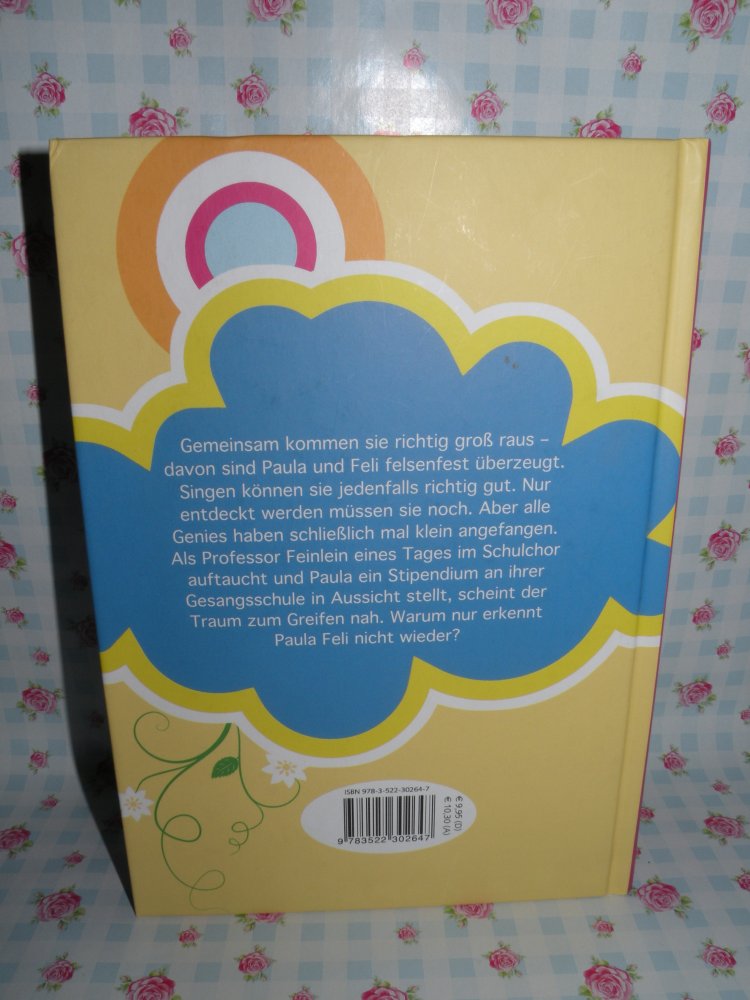 Gemeinsam kommen sie richtig groß raus –
davon sind Paula und Feli felsenfest überzeugt.
Singen können sie jedenfalls richtig gut. Nur
entdeckt werden müssen sie noch. Aber alle
Genies haben schließlich mal klein angefangen.
Als Professor Feinlein eines Tages im Schulchor
auftaucht und Paula ein Stipendium an ihrer
Gesangsschule in Aussicht stellt, scheint der
Traum zum Greifen nah. Warum nur erkennt
Paula Feli nicht wieder?
ISBN 978-3-522-30264-7
9 783522 302647
€ 9,95 (D)
€ 10,30 (A)